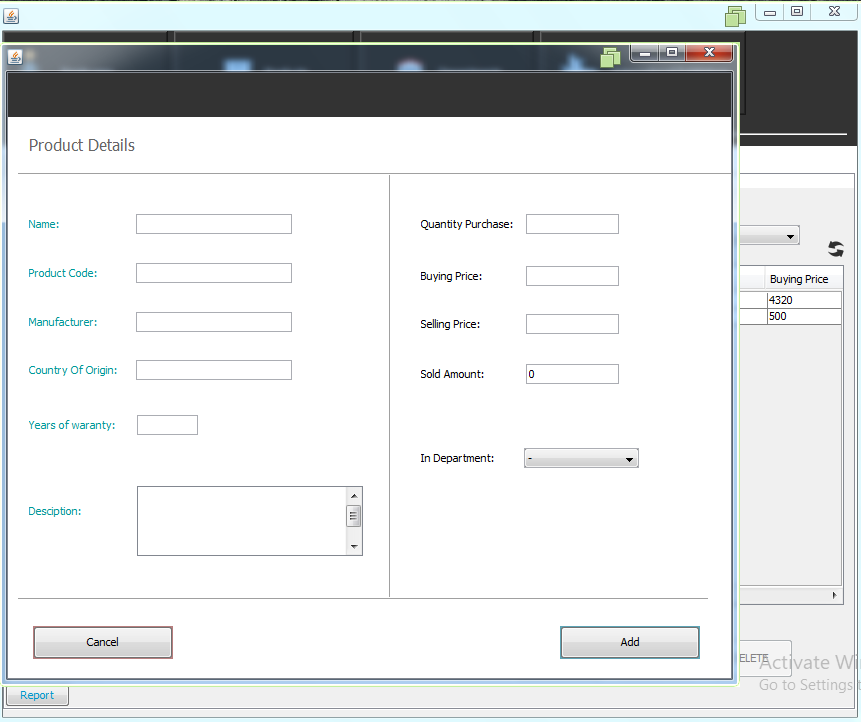 Product Details
Name:
Quantity Purchase:
Product Code:
Buying Price:
Buying Price
4320
500
Manufacturer:
Selling Price:
Country Of Origin:
Sold Amount:
0
Years of waranty:
In Department:
-
Desciption:
Cancel
Add
ELETE
Activate Wi
Go to Settings t
Report